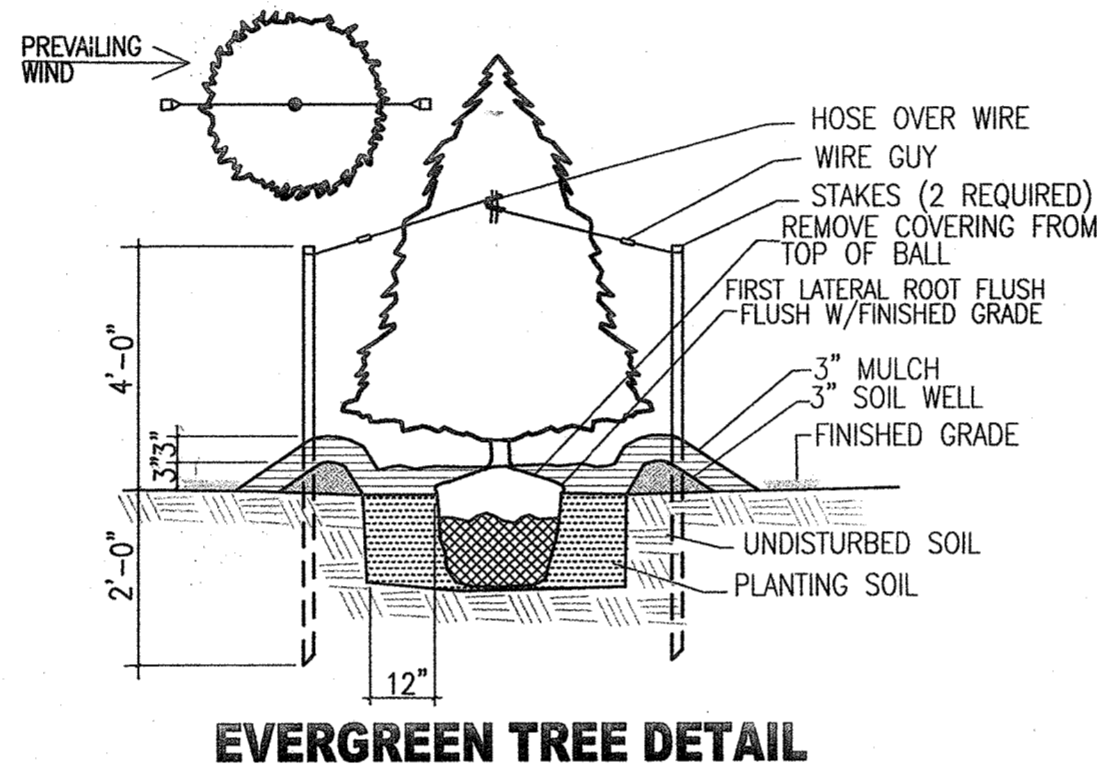 PREVAILING
WIND
HOSE OVER WIRE
WIRE GUY
STAKES (2 REQUIRED)
REMOVE COVERING FROM
TOP OF BALL
FIRST LATERAL ROOT FLUSH
FLUSH W/FINISHED GRADE
3" MULCH
3" SOIL WELL
FINISHED GRADE
UNDISTURBED SOIL
PLANTING SOIL
4'-0"
3"
3"
2'-0"
12"
EVERGREEN TREE DETAIL